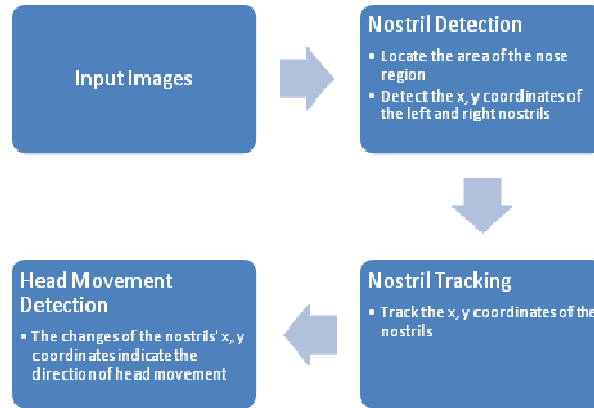 Input Images
Nostril Detection
• Locate the area of the nose
region
• Detect the x, y coordinates of
the left and right nostrils
Nostril Tracking
• Track the x, y coordinates of the
nostrils
Head Movement
Detection
• The changes of the nostrils' x, y
coordinates indicate the
direction of head movement